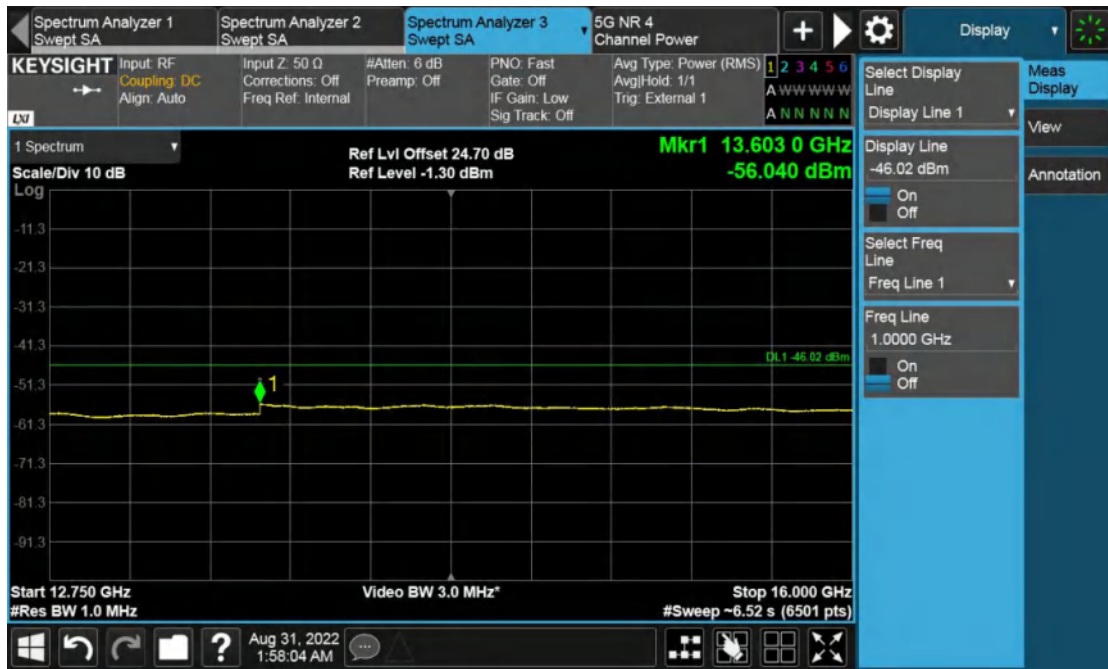 Spectrum Analyzer 1
Swept SA
Spectrum Analyzer 2
Swept SA
Spectrum Analyzer 3
Swept SA
5G NR 4
Channel Power
+
Display
KEYSIGHT
LXI
Input: RF
Coupling: DC
Align: Auto
Input Z: 50 Ω
Corrections: Off
Freq Ref: Internal
#Atten: 6 dB
Preamp: Off
PNO: Fast
Gate: Off
IF Gain: Low
Sig Track: Off
Avg Type: Power (RMS)
Avg|Hold: 1/1
Trig: External 1
1 2 3 4 5 6
A W W W W W
A N N N N N
1 Spectrum
Scale/Div 10 dB
Log
Ref Lvl Offset 24.70 dB
Ref Level -1.30 dBm
Mkr1 13.603 0 GHz
-56.040 dBm
-11.3
-21.3
-31.3
-41.3
-51.3
-61.3
-71.3
-81.3
-91.3
DL1 -46.02 dBm
1
Start 12.750 GHz
#Res BW 1.0 MHz
Video BW 3.0 MHz*
Stop 16.000 GHz
#Sweep ~6.52 s (6501 pts)
Select Display
Line
Display Line 1
Display Line
-46.02 dBm
On
Off
Select Freq
Line
Freq Line 1
Freq Line
1.0000 GHz
On
Off
Meas
Display
View
Annotation
?
Aug 31, 2022
1:58:04 AM